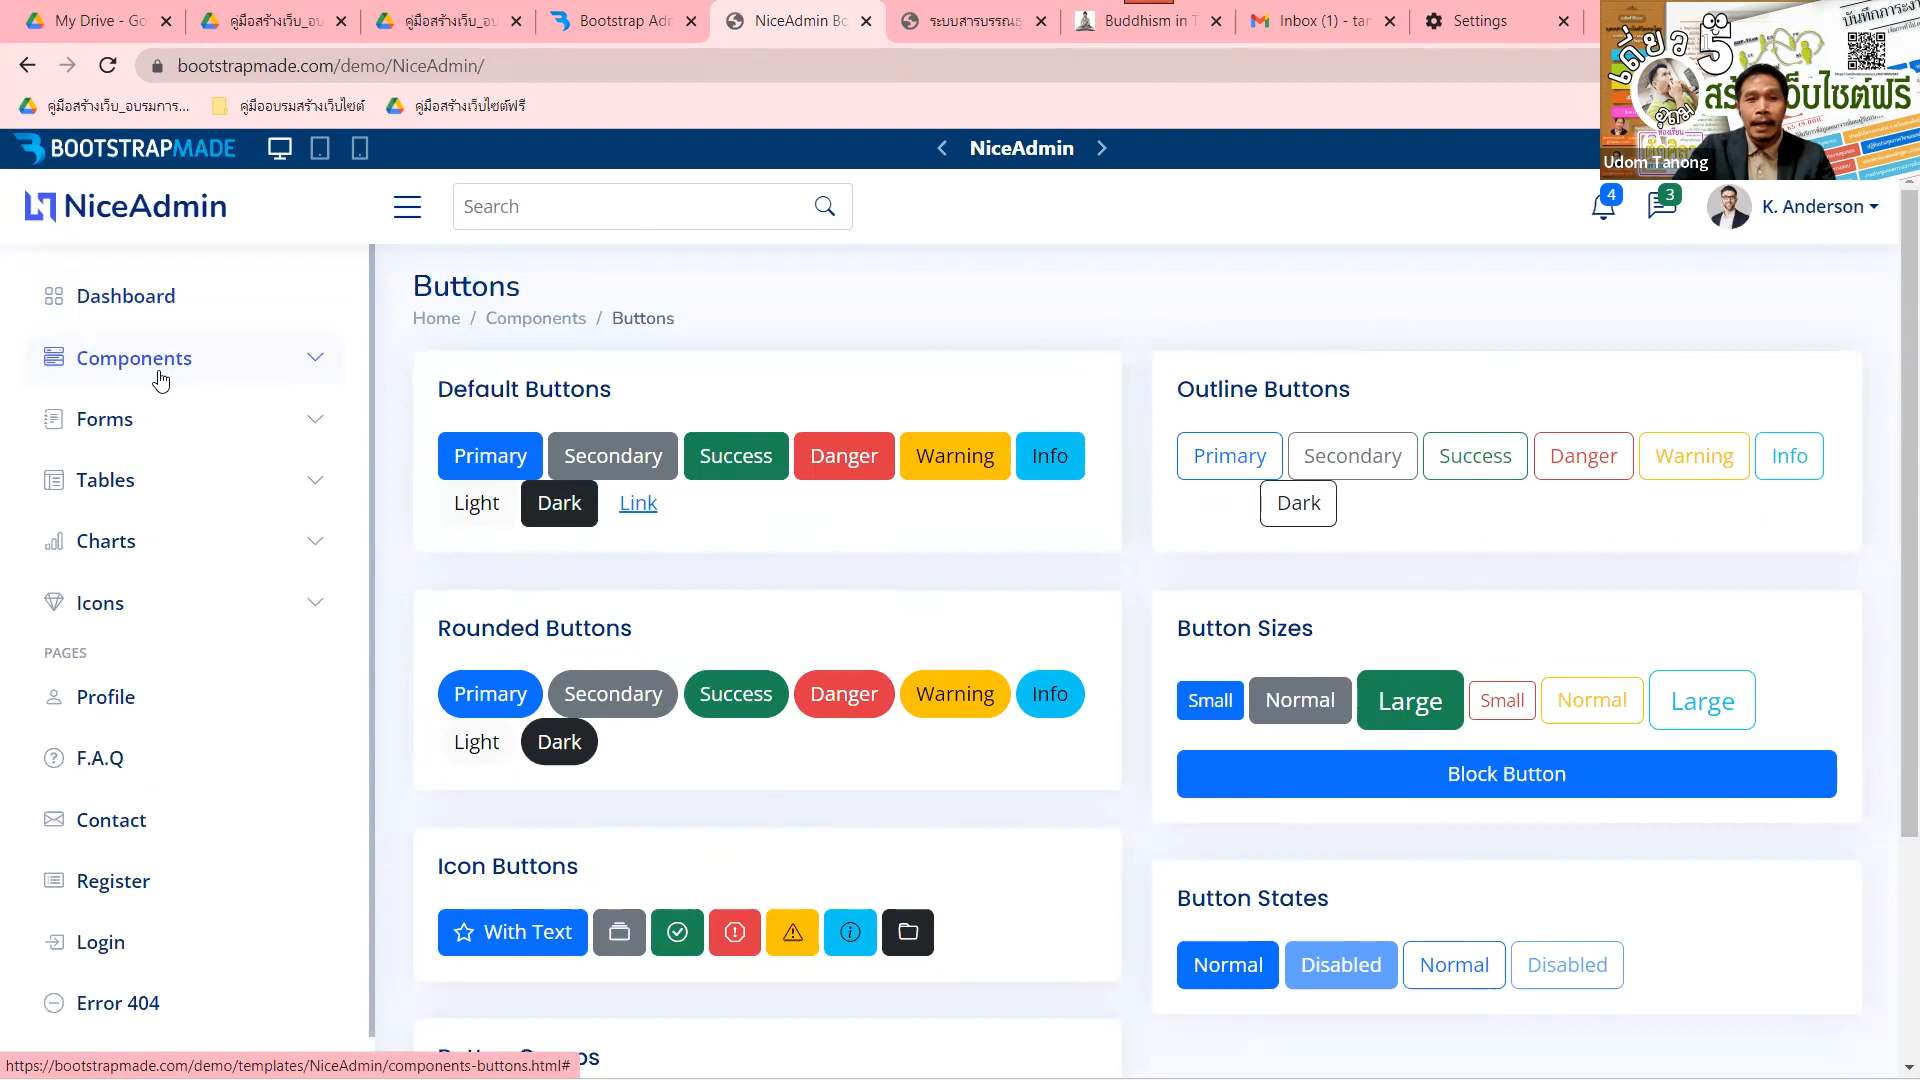 My Drive - Go
คู่มือสร้างเว็บ_อบ
คู่มือสร้างเว็บ_อบ
Bootstrap Adm
NiceAdmin Bo
ระบบสารบรรณธุ
Buddhism in T
Inbox (1) - tan
Settings
bootstrapmade.com/demo/NiceAdmin/
คู่มือสร้างเว็บ_อบรมการ...
คู่มืออบรมสร้างเว็บไซต์
คู่มือสร้างเว็บไซต์ฟรี
Udom Tanong
BOOTSTRAPMADE
NiceAdmin
NiceAdmin
Search
4
3
K. Anderson
Dashboard
Components
Forms
Tables
Charts
Icons
PAGES
Profile
F.A.Q
Contact
Register
Login
Error 404
Buttons
Home / Components / Buttons
Default Buttons
Primary Secondary Success Danger Warning Info
Light Dark Link
Outline Buttons
Primary Secondary Success Danger Warning Info
Dark
Rounded Buttons
Primary Secondary Success Danger Warning Info
Light Dark
Button Sizes
Small Normal Large Small Normal Large
Block Button
Icon Buttons
With Text
Button States
Normal Disabled Normal Disabled
https://bootstrapmade.com/demo/templates/NiceAdmin/components-buttons.html#